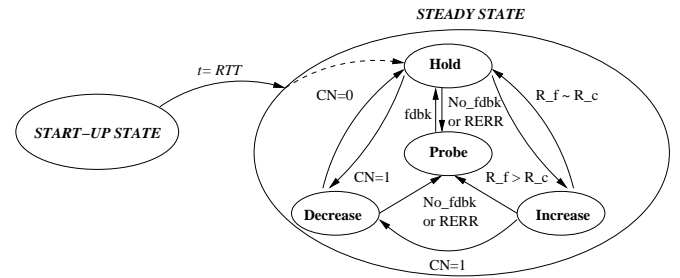 STEADY STATE
t= RTT
Hold
CN=0
fdbk
No_fdbk
or RERR
R_f ~ R_c
START-UP STATE
Probe
CN=1
R_f > R_c
Decrease
No_fdbk
or RERR
Increase
CN=1